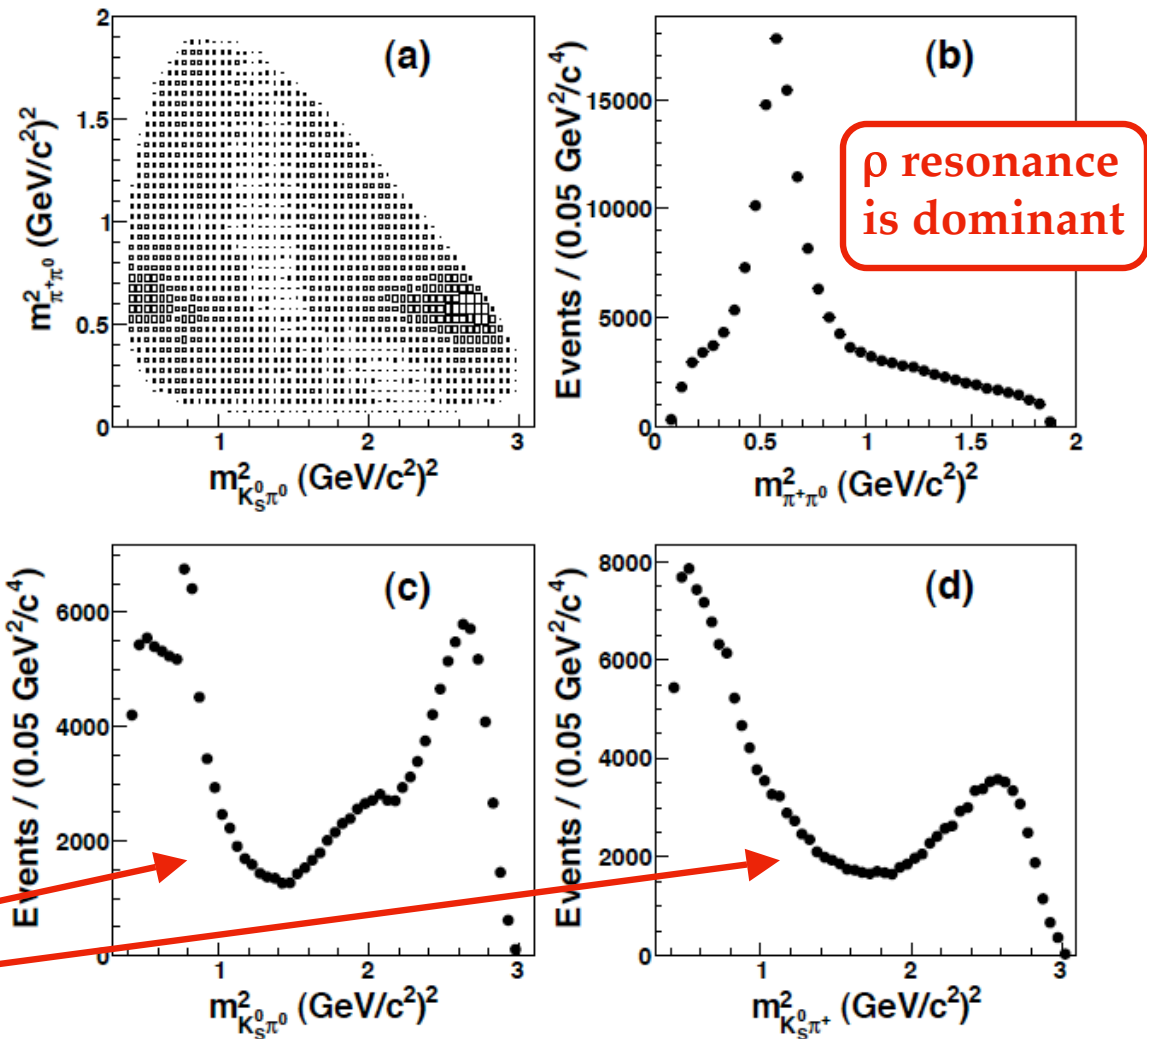 (a)
2
1.5
1
0.5
0
1
2
3
m²π⁺π⁰ (GeV/c²)²
m²K⁰Sπ⁰ (GeV/c²)²
(b)
15000
10000
5000
0
0
0.5
1
1.5
2
Events / (0.05 GeV²/c⁴)
m²π⁺π⁰ (GeV/c²)²
ρ resonance
is dominant
(c)
6000
4000
2000
0
1
2
3
Events / (0.05 GeV²/c⁴)
m²K⁰Sπ⁰ (GeV/c²)²
(d)
8000
6000
4000
2000
0
1
2
3
Events / (0.05 GeV²/c⁴)
m²K⁰Sπ⁺ (GeV/c²)²